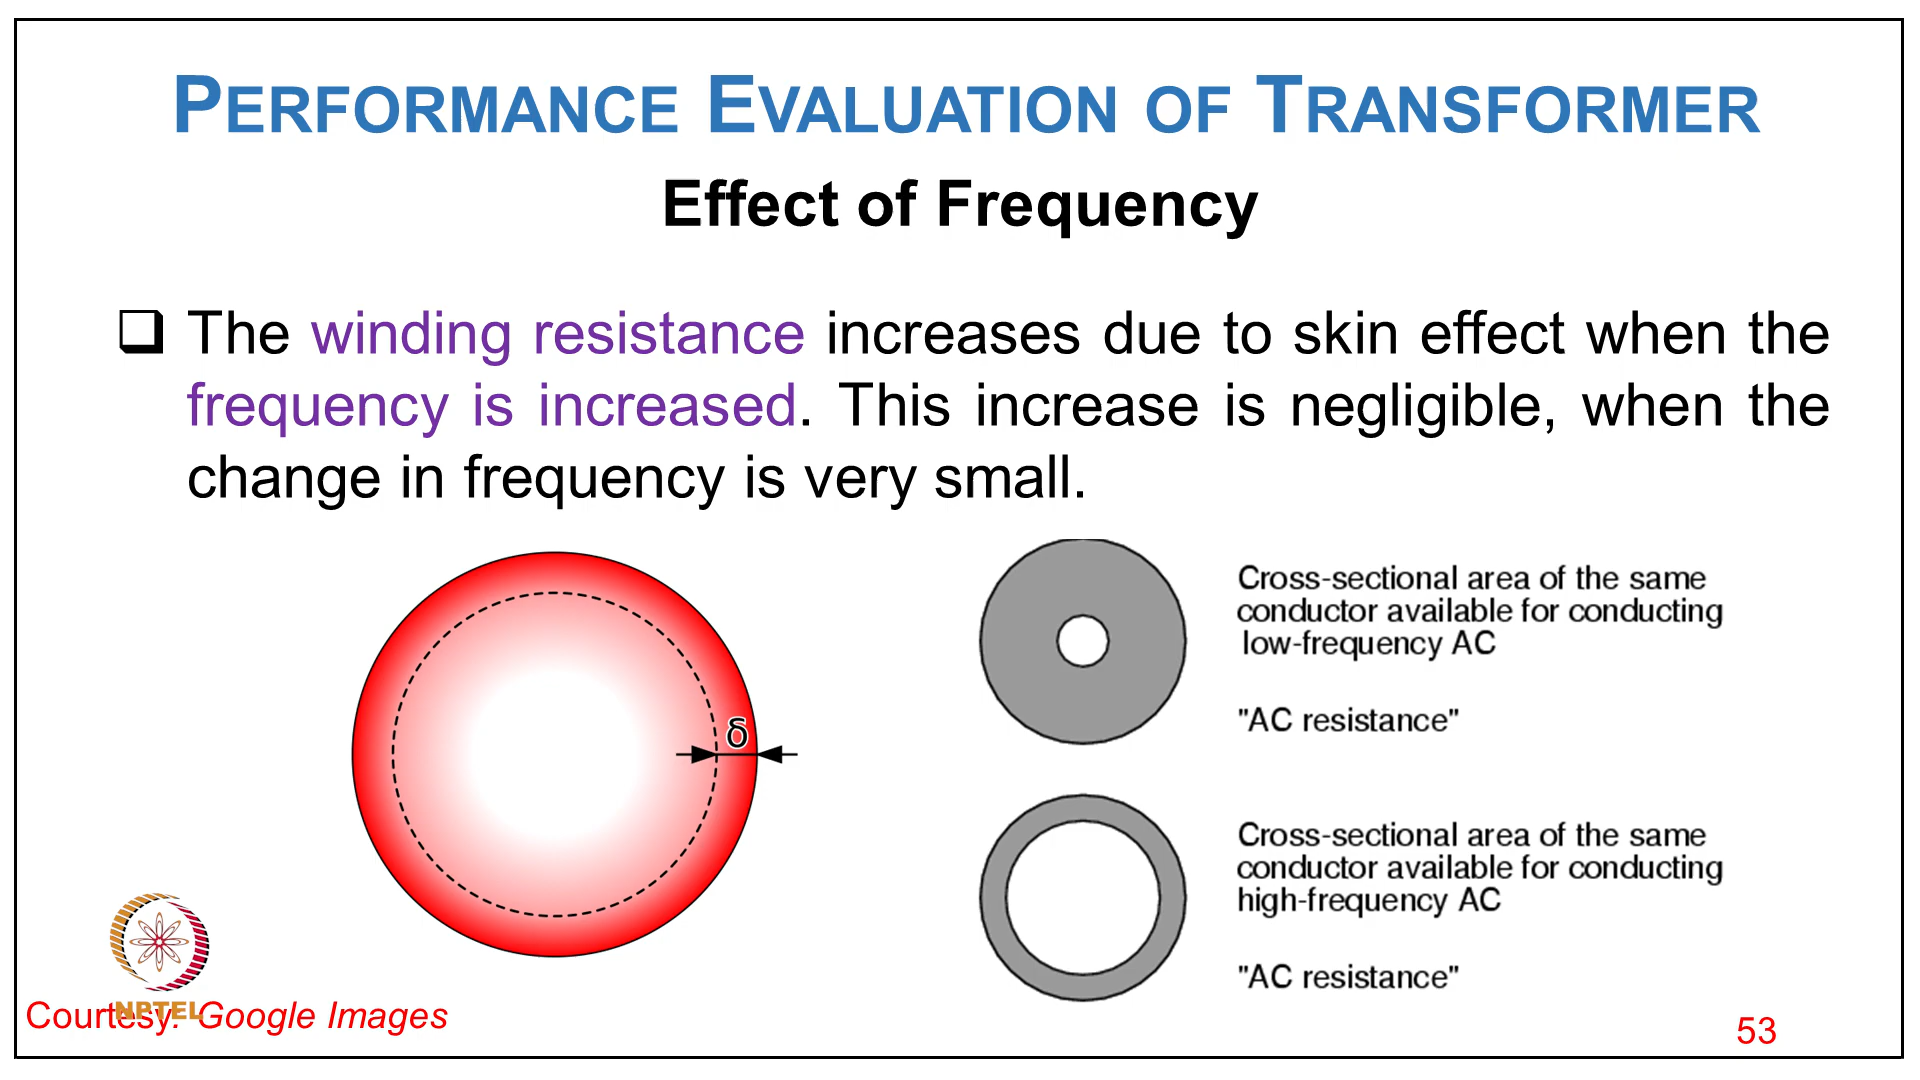 PERFORMANCE EVALUATION OF TRANSFORMER
Effect of Frequency
The winding resistance increases due to skin effect when the
frequency is increased. This increase is negligible, when the
change in frequency is very small.
δ
Cross-sectional area of the same
conductor available for conducting
low-frequency AC
"AC resistance"
Cross-sectional area of the same
conductor available for conducting
high-frequency AC
"AC resistance"
NPTEL
Courtesy: Google Images
53